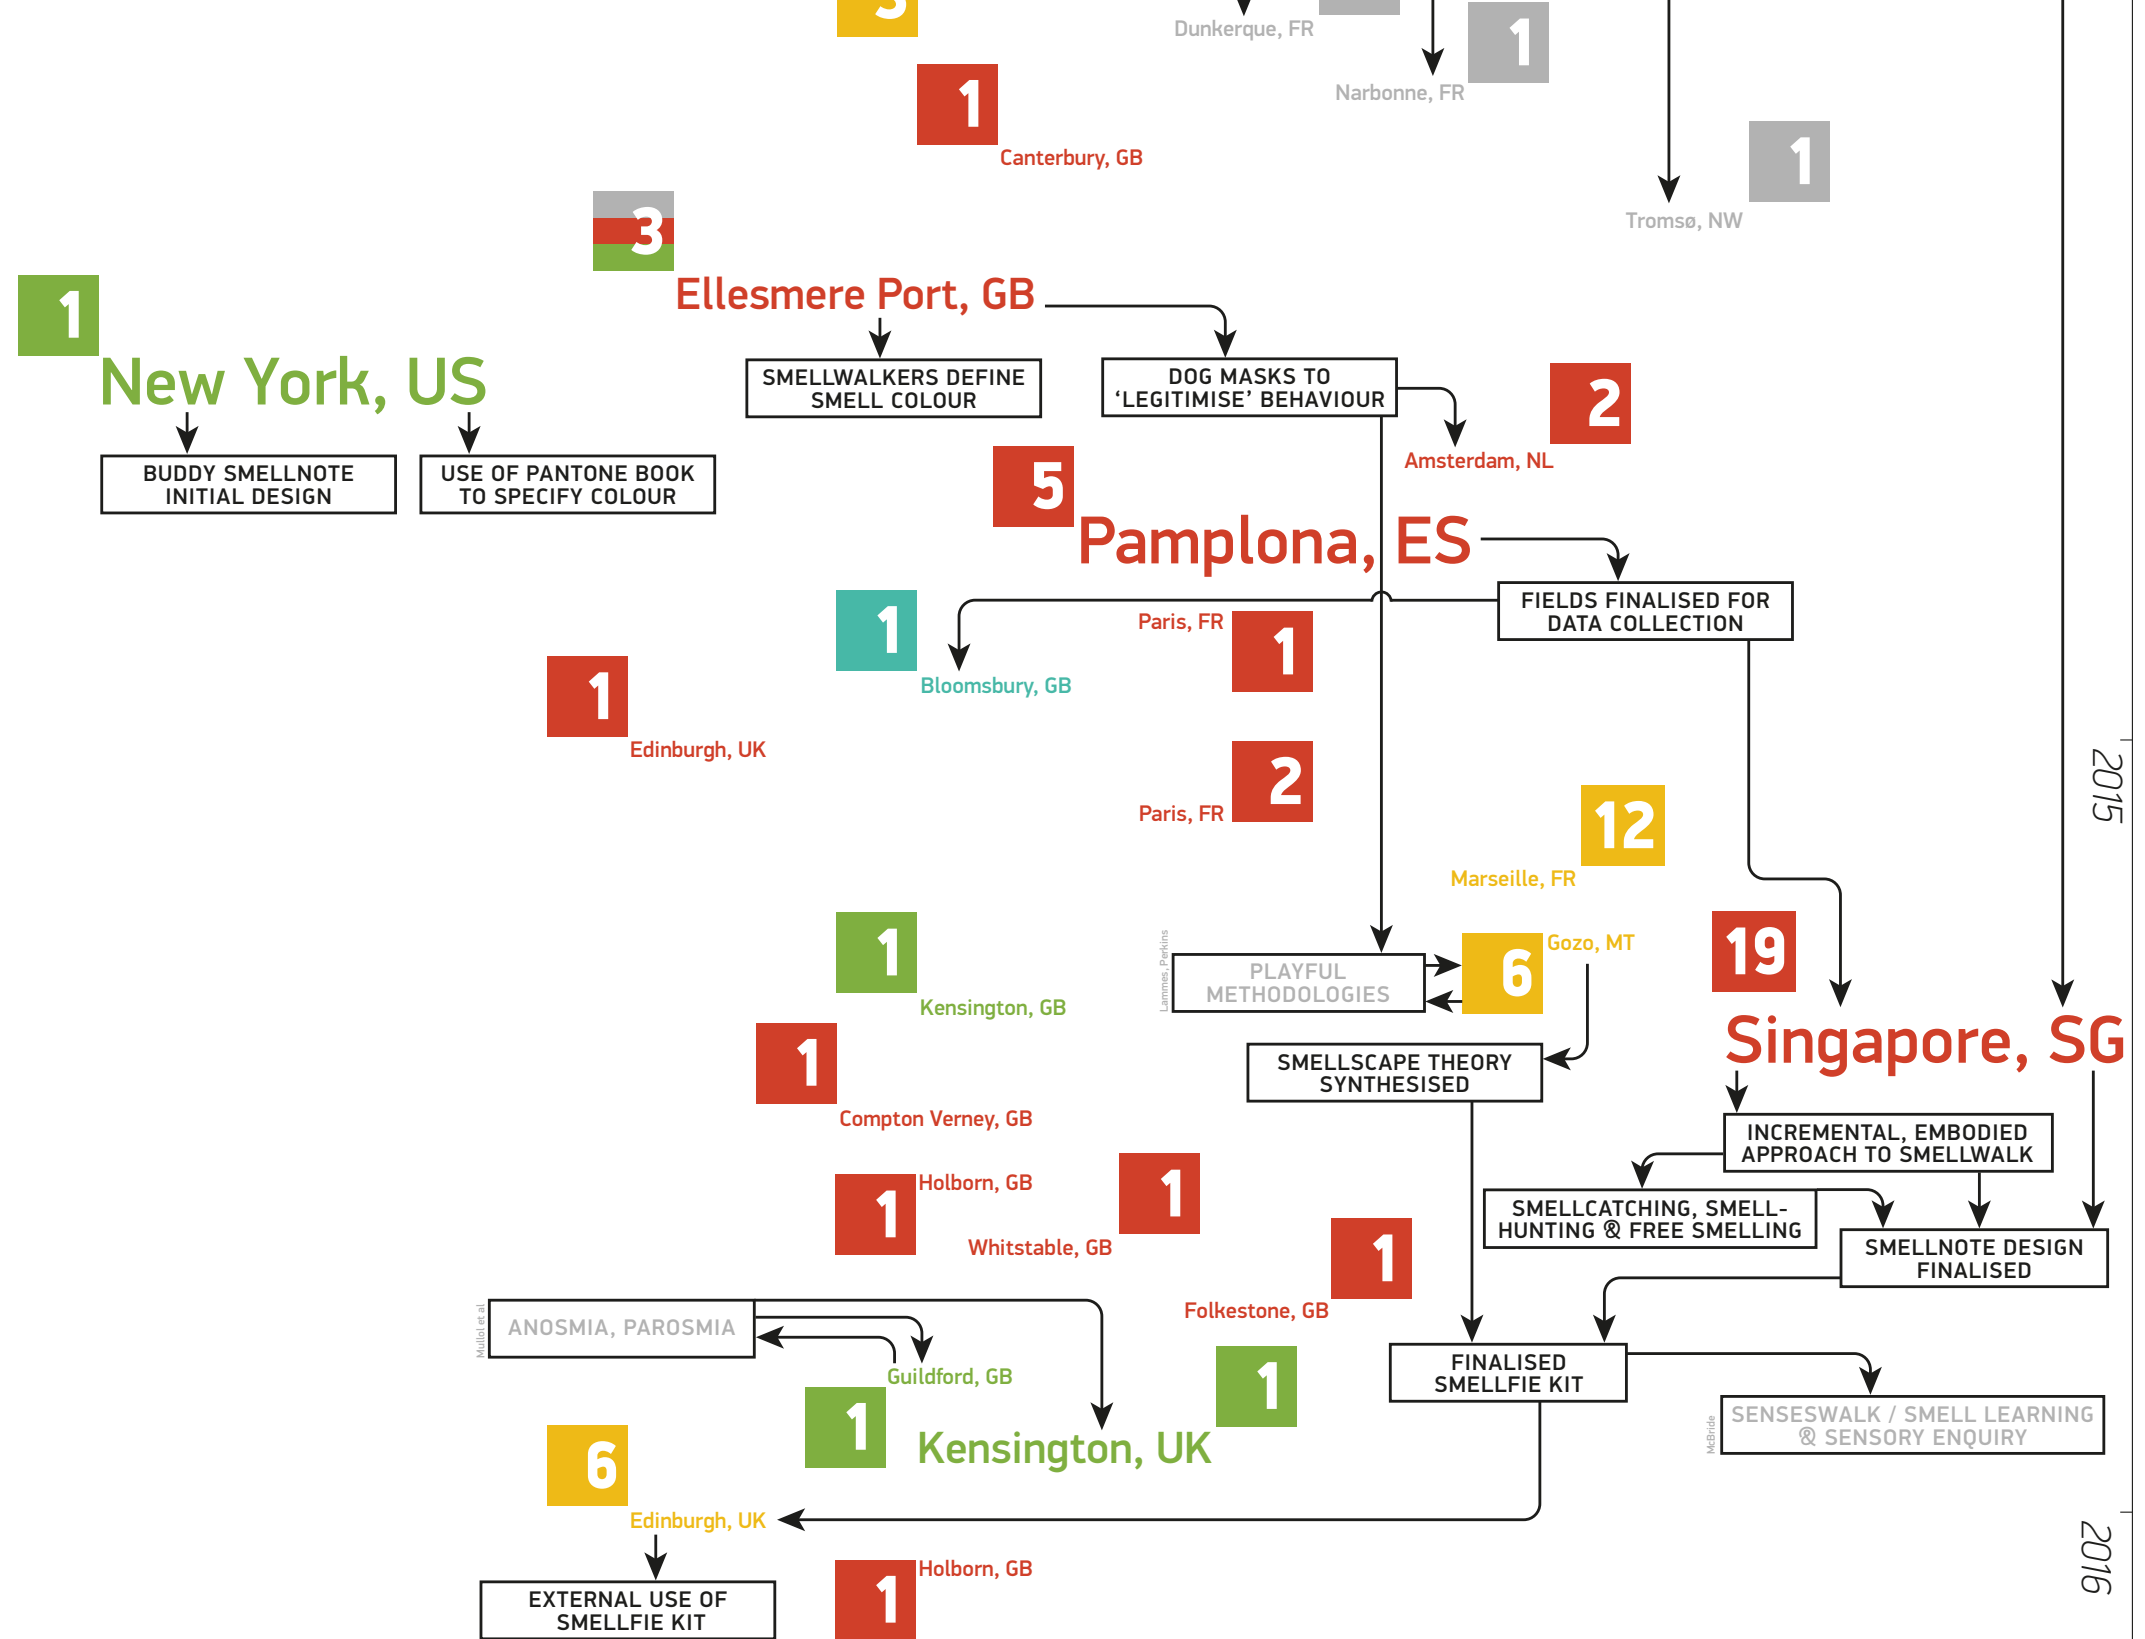 3
Dunkerque, FR
1
Narbonne, FR
1
Canterbury, GB
1
Tromsø, NW
3
Ellesmere Port, GB
1
New York, US
SMELLWALKERS DEFINE
SMELL COLOUR
DOG MASKS TO
‘LEGITIMISE’ BEHAVIOUR
2
Amsterdam, NL
BUDDY SMELLNOTE
INITIAL DESIGN
USE OF PANTONE BOOK
TO SPECIFY COLOUR
5
Pamplona, ES
FIELDS FINALISED FOR
DATA COLLECTION
1
Bloomsbury, GB
Paris, FR
1
1
Edinburgh, UK
2015
Paris, FR
2
12
Marseille, FR
1
Kensington, GB
Lammes, Perkins
PLAYFUL
METHODOLOGIES
6
Gozo, MT
19
Singapore, SG
1
Compton Verney, GB
SMELLSCAPE THEORY
SYNTHESISED
INCREMENTAL, EMBODIED
APPROACH TO SMELLWALK
Holborn, GB
1
1
Whitstable, GB
SMELLCATCHING, SMELL-
HUNTING & FREE SMELLING
SMELLNOTE DESIGN
FINALISED
1
Folkestone, GB
Mullol et al
ANOSMIA, PAROSMIA
Guildford, GB
1
1
Kensington, UK
FINALISED
SMELLFIE KIT
McBride
SENSESWALK / SMELL LEARNING
& SENSORY ENQUIRY
6
Edinburgh, UK
2016
Holborn, GB
1
EXTERNAL USE OF
SMELLFIE KIT